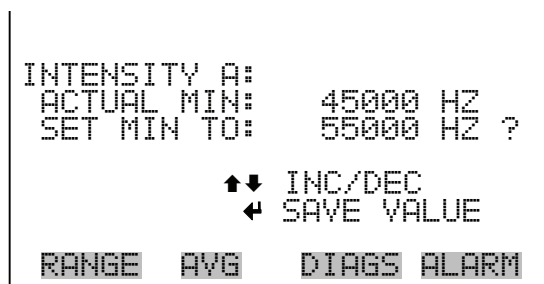 INTENSITY A:
ACTUAL MIN: 45000 HZ
SET MIN TO: 55000 HZ ?
INC/DEC
SAVE VALUE
RANGE AVG DIAGS ALARM